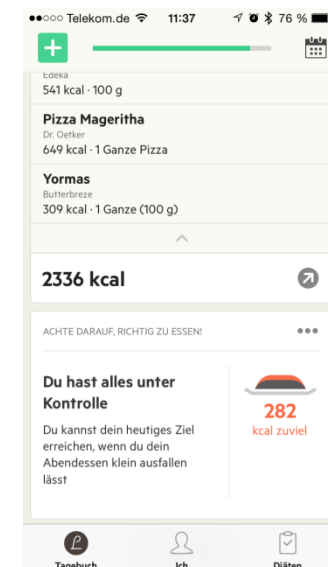 Telekom.de 11:37 76 %
Edeka
541 kcal · 100 g
Pizza Mageritha
Dr. Oetker
649 kcal · 1 Ganze Pizza
Yormas
Butterbreze
309 kcal · 1 Ganze (100 g)
2336 kcal
ACHTE DARAUF, RICHTIG ZU ESSEN!
Du hast alles unter
Kontrolle
Du kannst dein heutiges Ziel
erreichen, wenn du dein
Abendessen klein ausfallen
lässt
282
kcal zuviel
Tagebuch Ich Diäten